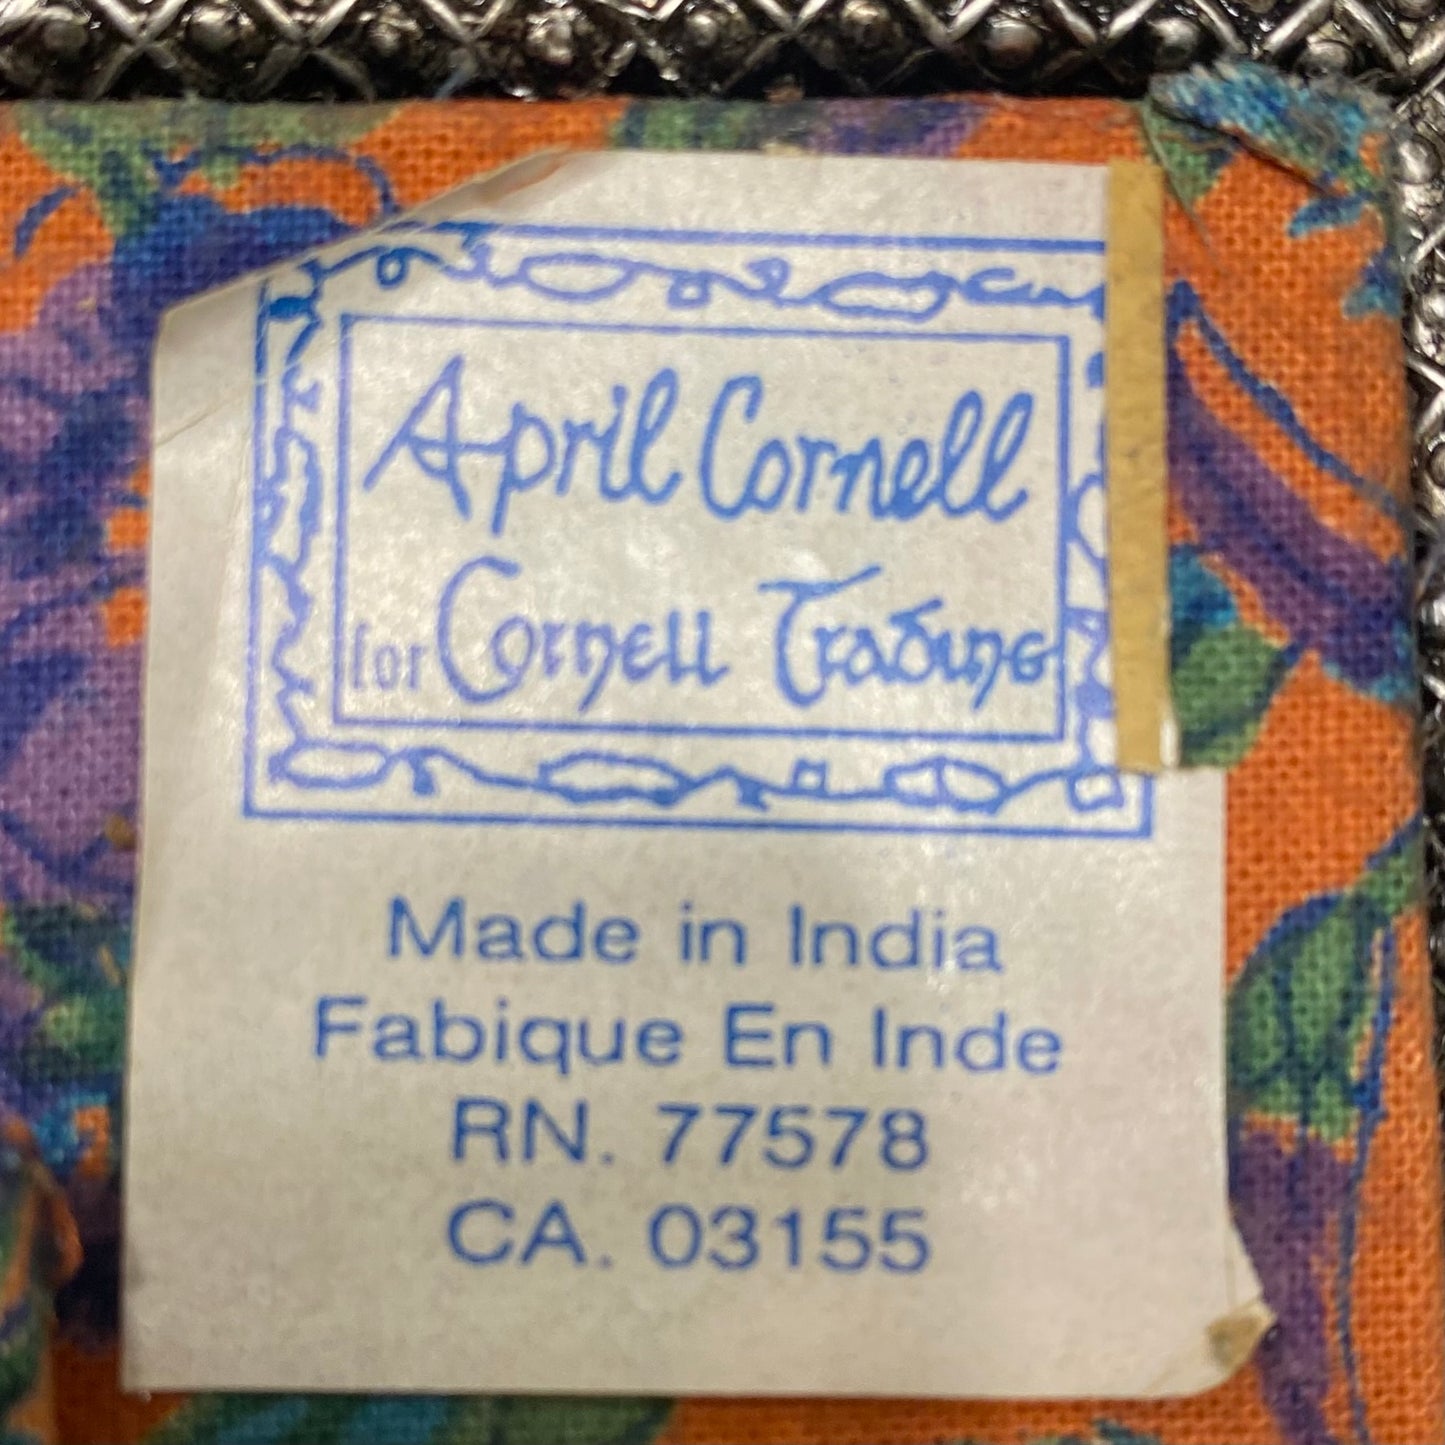 April Cornell
for Cornell Trading
Made in India
Fabique En Inde
RN. 77578
CA. 03155